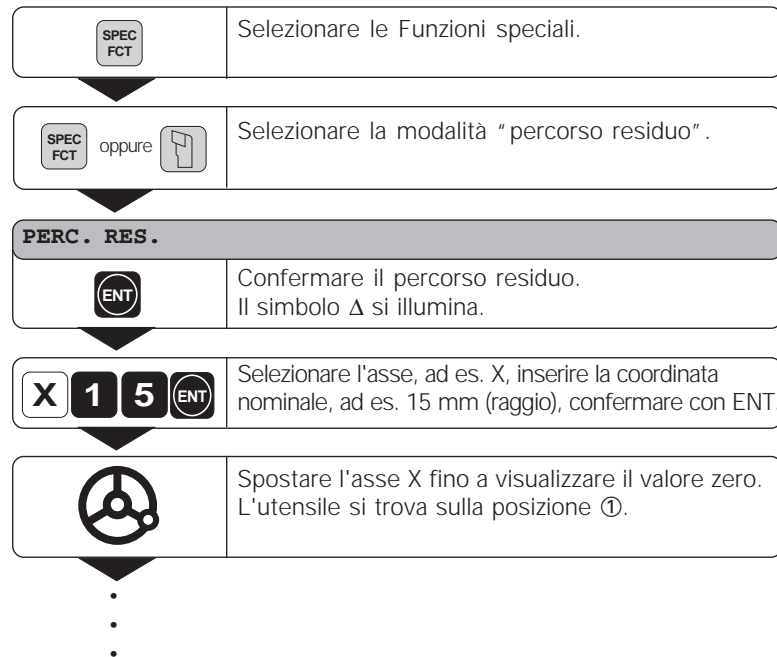 SPEC
FCT
Selezionare le Funzioni speciali.
SPEC
FCT
oppure
Selezionare la modalità "percorso residuo".
PERC. RES.
ENT
Confermare il percorso residuo.
Il simbolo Δ si illumina.
X 1 5 ENT
Selezionare l'asse, ad es. X, inserire la coordinata
nominale, ad es. 15 mm (raggio), confermare con ENT.
Spostare l'asse X fino a visualizzare il valore zero.
L'utensile si trova sulla posizione ①.